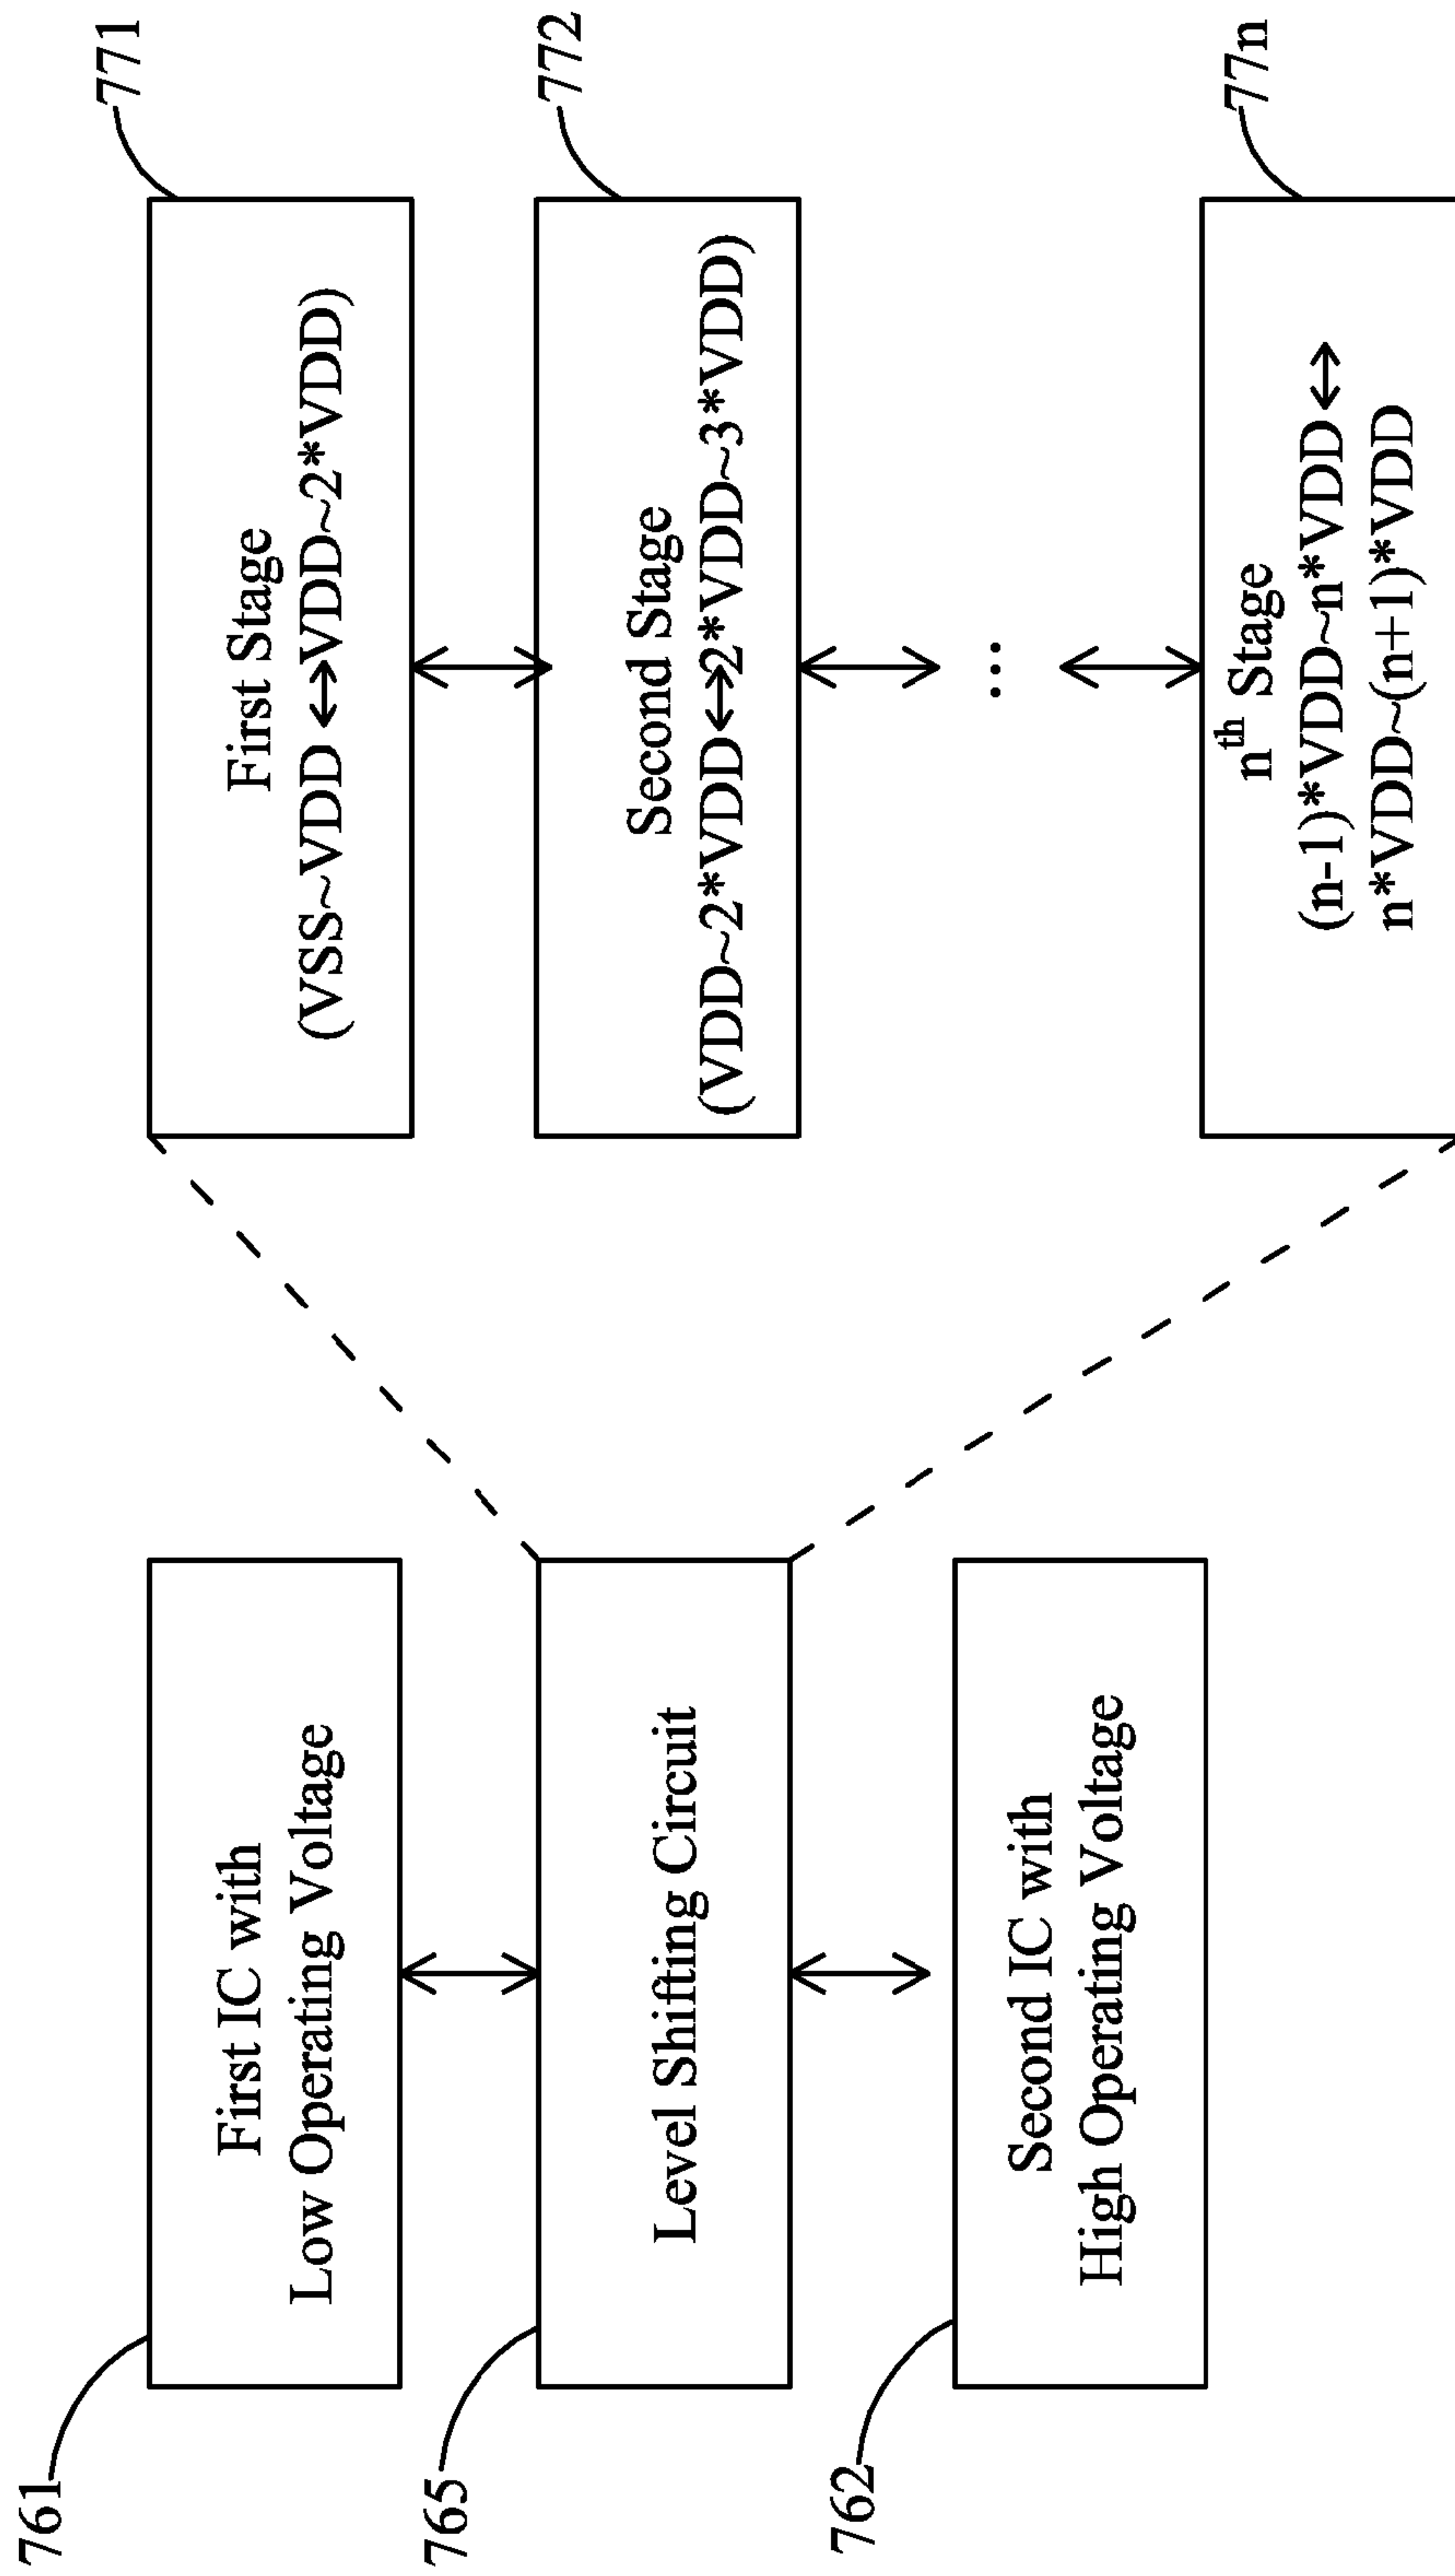 761
First IC with
Low Operating Voltage
765
Level Shifting Circuit
762
Second IC with
High Operating Voltage
771
First Stage
(VSS~VDD ↔VDD~2*VDD)
772
Second Stage
(VDD~2*VDD↔2*VDD~3*VDD)
...
77n
nth Stage
(n-1)*VDD~n*VDD↔
n*VDD~(n+1)*VDD